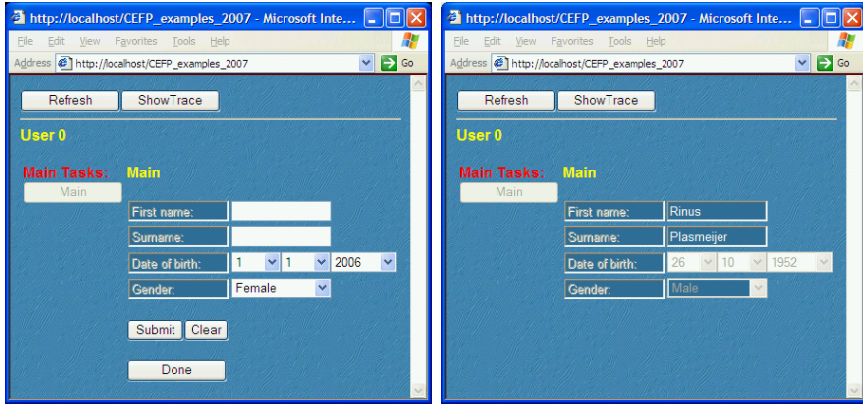 http://localhost/CEFP_examples_2007 - Microsoft Inte...
File Edit View Favorites Tools Help
Address http://localhost/CEFP_examples_2007 Go
Refresh ShowTrace
User 0
Main Tasks: Main
Main
First name:
Surname:
Date of birth: 1 1 2006
Gender: Female
Submit Clear
Done
http://localhost/CEFP_examples_2007 - Microsoft Inte...
File Edit View Favorites Tools Help
Address http://localhost/CEFP_examples_2007 Go
Refresh ShowTrace
User 0
Main Tasks: Main
Main
First name: Rinus
Surname: Plasmeijer
Date of birth: 26 10 1952
Gender: Male